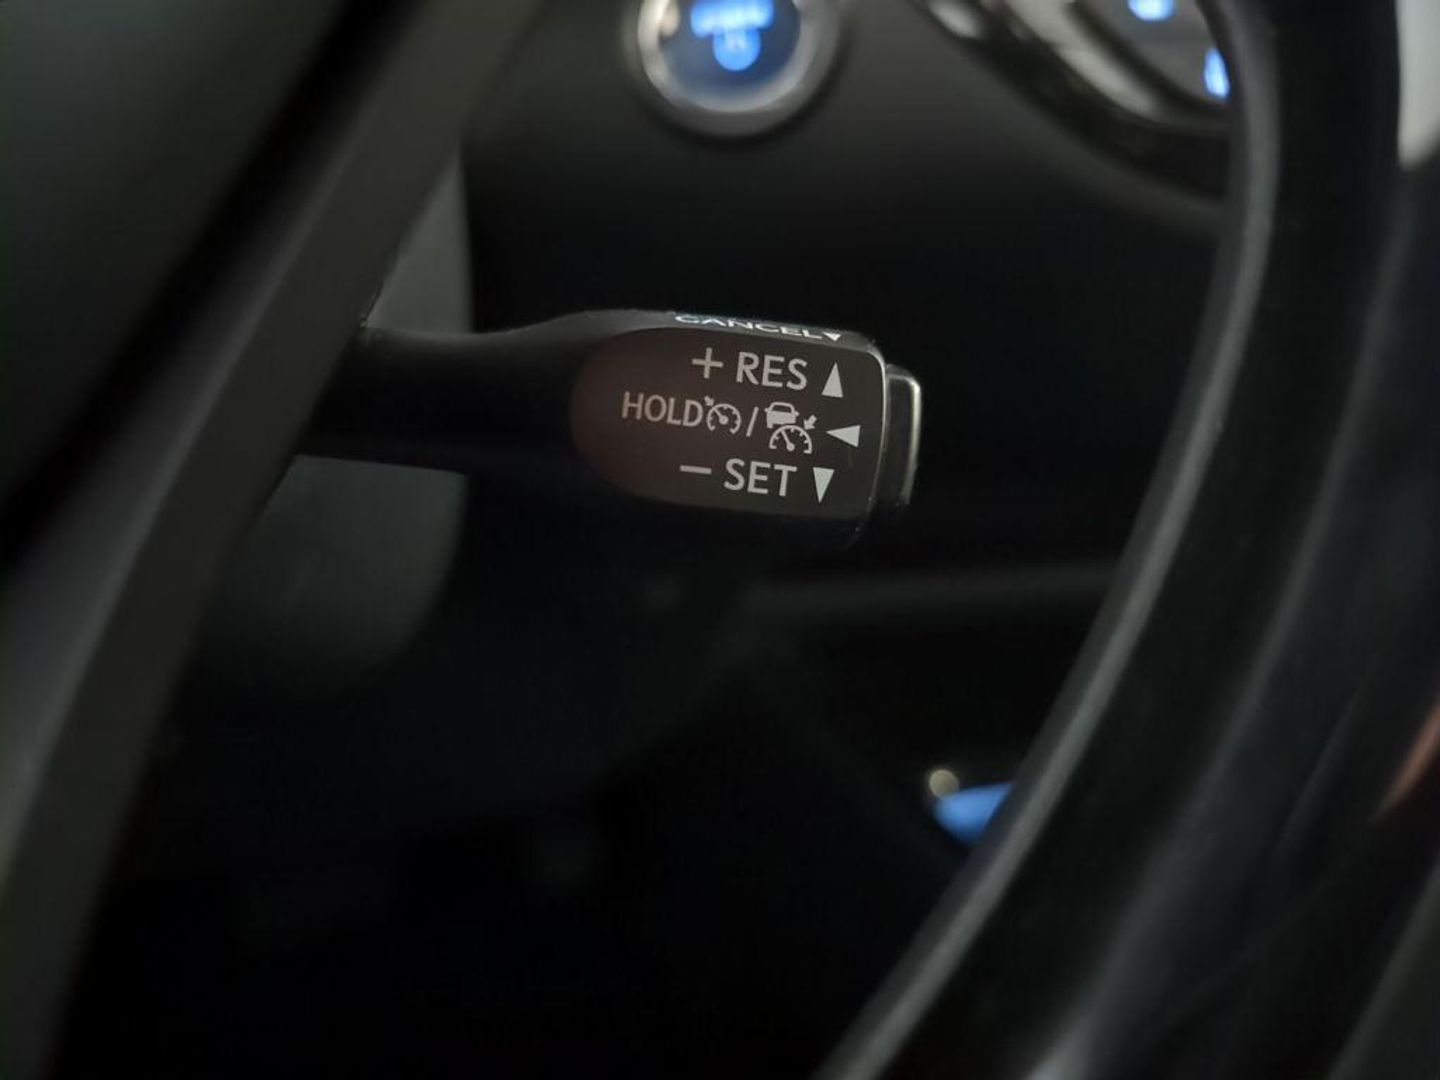 CANCEL
+ RES
HOLD /
− SET